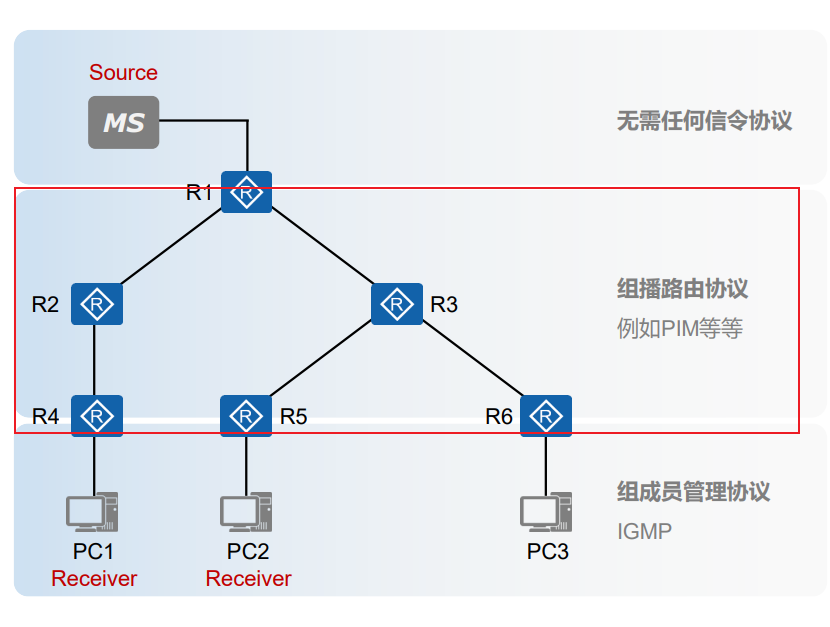 Source
MS
无需任何信令协议
R1
R
R2
R
R
R3
组播路由协议
例如PIM等等
R4
R
R
R5
R6
R
组成员管理协议
IGMP
PC1
PC2
PC3
Receiver
Receiver